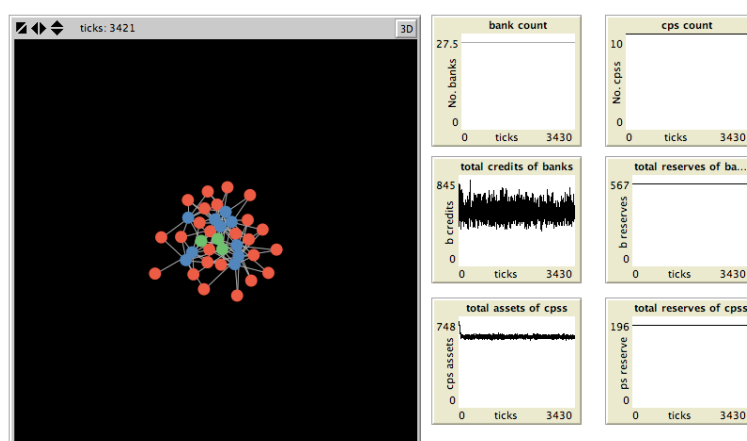 ticks: 3421
3D
bank count
27.5
No. banks
0
0 ticks 3430
cps count
10
No. cpss
0
0 ticks 3430
total credits of banks
845
b credits
0
0 ticks 3430
total reserves of ba...
567
b reserves
0
0 ticks 3430
total assets of cpss
748
cps assets
0
0 ticks 3430
total reserves of cpss
196
ps reserve
0
0 ticks 3430